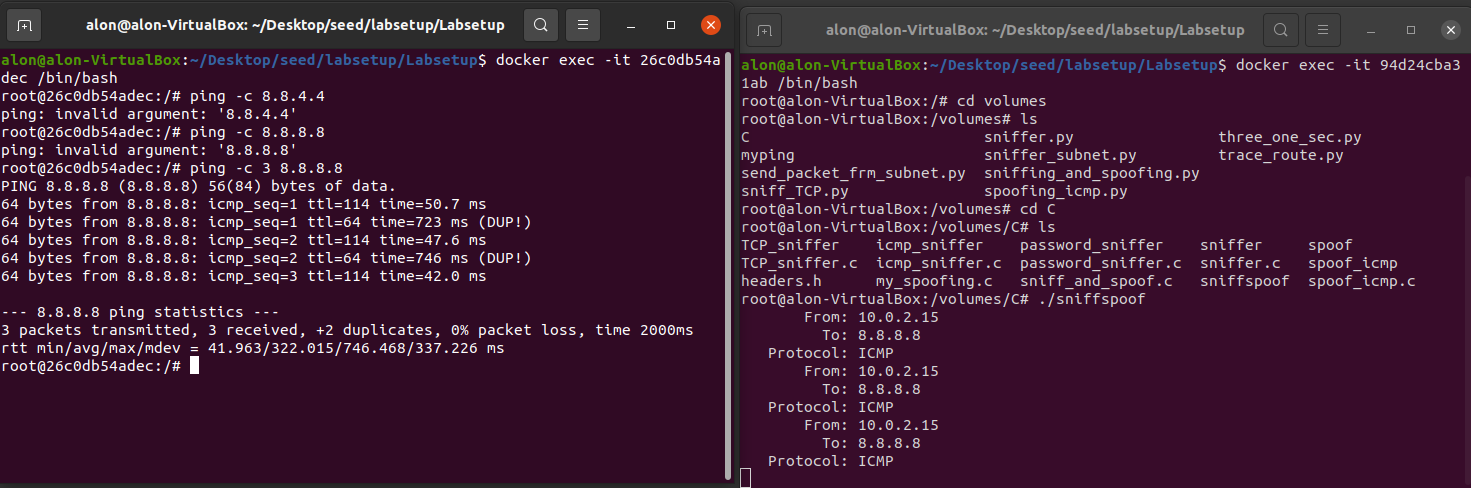 alon@alon-VirtualBox: ~/Desktop/seed/labsetup/Labsetup
alon@alon-VirtualBox:~/Desktop/seed/labsetup/Labsetup$ docker exec -it 26c0db54a
dec /bin/bash
root@26c0db54adec:/# ping -c 8.8.4.4
ping: invalid argument: '8.8.4.4'
root@26c0db54adec:/# ping -c 8.8.8.8
ping: invalid argument: '8.8.8.8'
root@26c0db54adec:/# ping -c 3 8.8.8.8
PING 8.8.8.8 (8.8.8.8) 56(84) bytes of data.
64 bytes from 8.8.8.8: icmp_seq=1 ttl=114 time=50.7 ms
64 bytes from 8.8.8.8: icmp_seq=1 ttl=64 time=723 ms (DUP!)
64 bytes from 8.8.8.8: icmp_seq=2 ttl=114 time=47.6 ms
64 bytes from 8.8.8.8: icmp_seq=2 ttl=64 time=746 ms (DUP!)
64 bytes from 8.8.8.8: icmp_seq=3 ttl=114 time=42.0 ms
--- 8.8.8.8 ping statistics ---
3 packets transmitted, 3 received, +2 duplicates, 0% packet loss, time 2000ms
rtt min/avg/max/mdev = 41.963/322.015/746.468/337.226 ms
root@26c0db54adec:/#
alon@alon-VirtualBox: ~/Desktop/seed/labsetup/Labsetup
alon@alon-VirtualBox:~/Desktop/seed/labsetup/Labsetup$ docker exec -it 94d24cba3
1ab /bin/bash
root@alon-VirtualBox:/# cd volumes
root@alon-VirtualBox:/volumes# ls
C sniffer.py three_one_sec.py
myping sniffer_subnet.py trace_route.py
send_packet_frm_subnet.py sniffing_and_spoofing.py
sniff_TCP.py spoofing_icmp.py
root@alon-VirtualBox:/volumes# cd C
root@alon-VirtualBox:/volumes/C# ls
TCP_sniffer icmp_sniffer password_sniffer sniffer spoof
TCP_sniffer.c icmp_sniffer.c password_sniffer.c sniffer.c spoof_icmp
headers.h my_spoofing.c sniff_and_spoof.c sniffspoof spoof_icmp.c
root@alon-VirtualBox:/volumes/C# ./sniffspoof
From: 10.0.2.15
To: 8.8.8.8
Protocol: ICMP
From: 10.0.2.15
To: 8.8.8.8
Protocol: ICMP
From: 10.0.2.15
To: 8.8.8.8
Protocol: ICMP